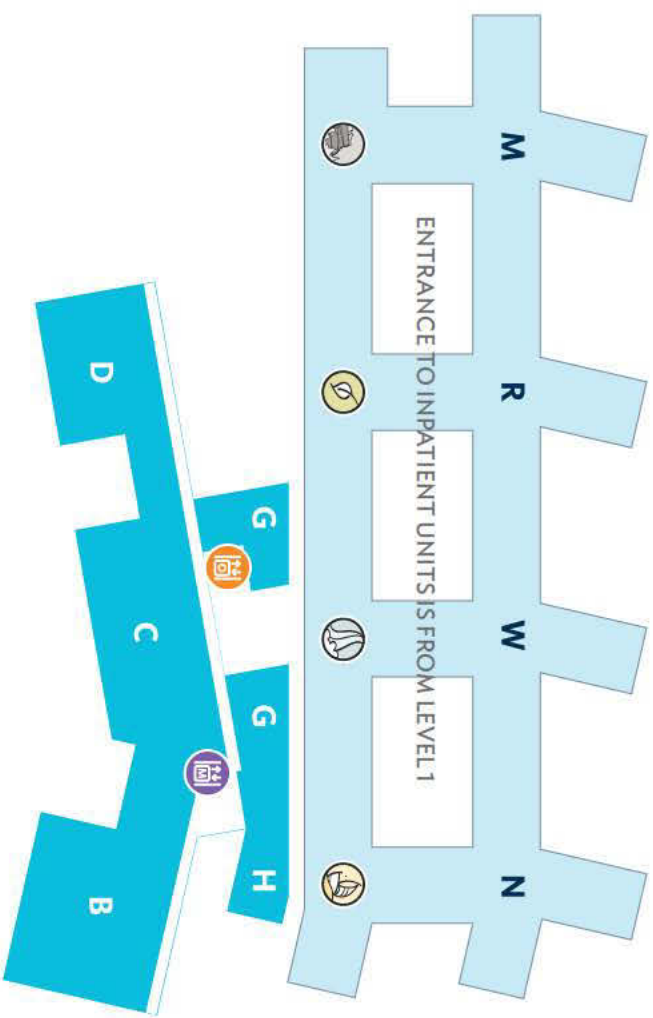 M
R
W
N
ENTRANCE TO INPATIENT UNITS IS FROM LEVEL 1
G
G
H
O
M
D
C
B